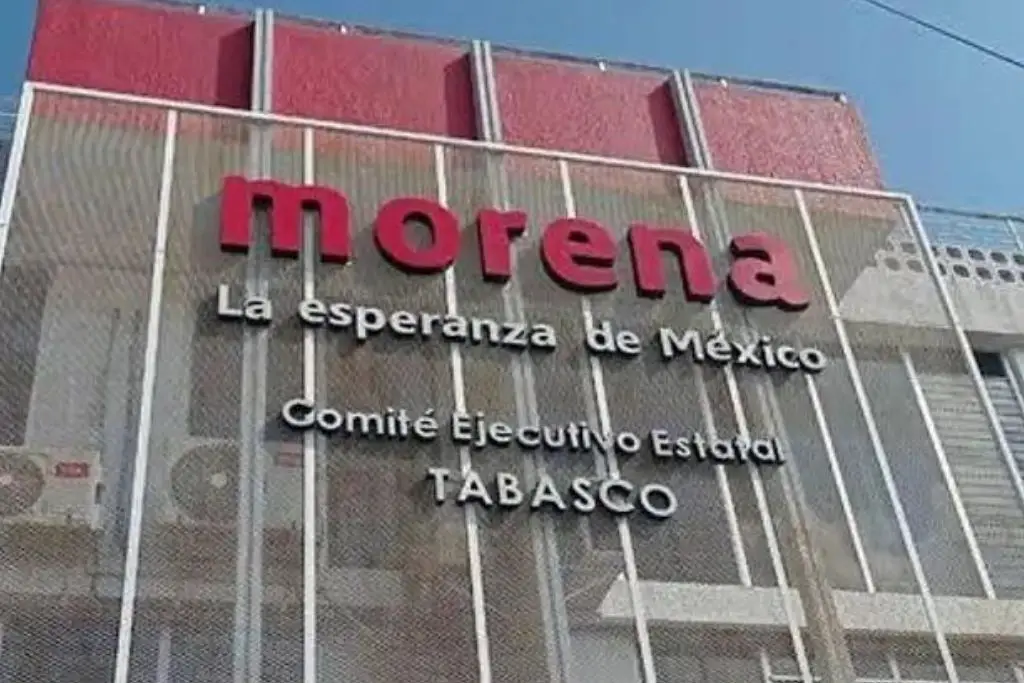 morena
La esperanza de México
Comité Ejecutivo Estatal
TABASCO